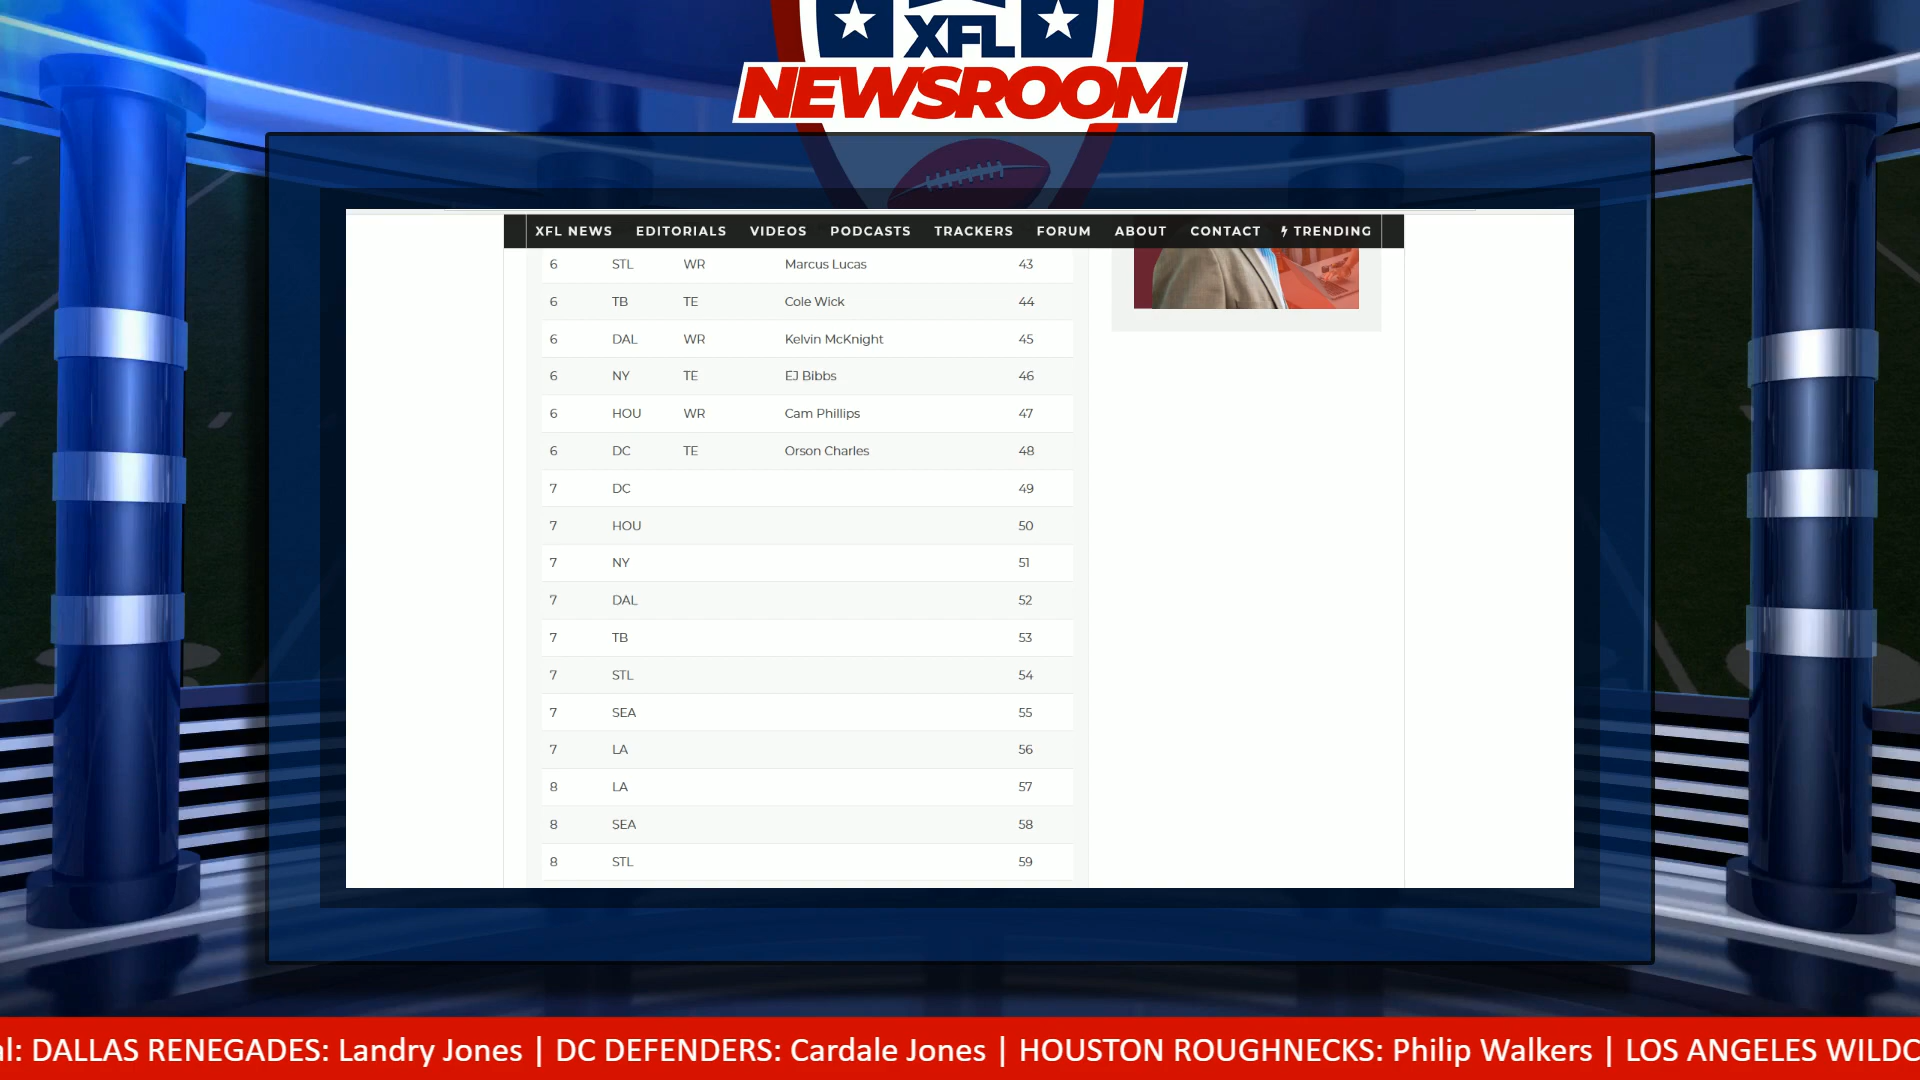 XFL
NEWSROOM
XFL NEWS EDITORIALS VIDEOS PODCASTS TRACKERS FORUM ABOUT CONTACT TRENDING
6 STL WR Marcus Lucas 43
6 TB TE Cole Wick 44
6 DAL WR Kelvin McKnight 45
6 NY TE EJ Bibbs 46
6 HOU WR Cam Phillips 47
6 DC TE Orson Charles 48
7 DC 49
7 HOU 50
7 NY 51
7 DAL 52
7 TB 53
7 STL 54
7 SEA 55
7 LA 56
8 LA 57
8 SEA 58
8 STL 59
al: DALLAS RENEGADES: Landry Jones | DC DEFENDERS: Cardale Jones | HOUSTON ROUGHNECKS: Philip Walkers | LOS ANGELES WILDC